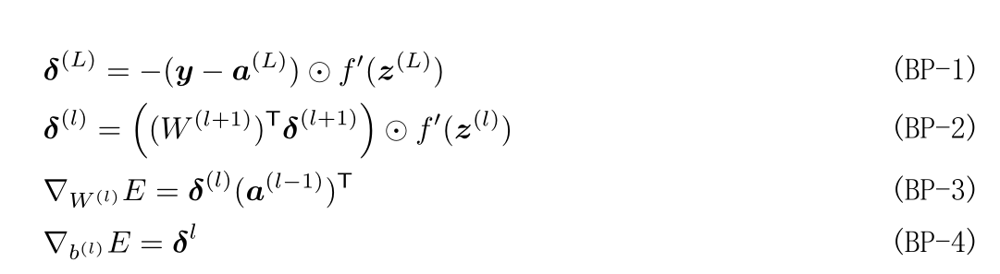 𝜹^{(L)} = −(𝒚 − 𝒂^{(L)}) ⊙ f′(𝒛^{(L)}) (BP-1)
𝜹^{(l)} = ((W^{(l+1)})^⊤ 𝜹^{(l+1)}) ⊙ f′(𝒛^{(l)}) (BP-2)
∇_{W^{(l)}} E = 𝜹^{(l)} (𝒂^{(l−1)})^⊤ (BP-3)
∇_{b^{(l)}} E = 𝜹^{l} (BP-4)